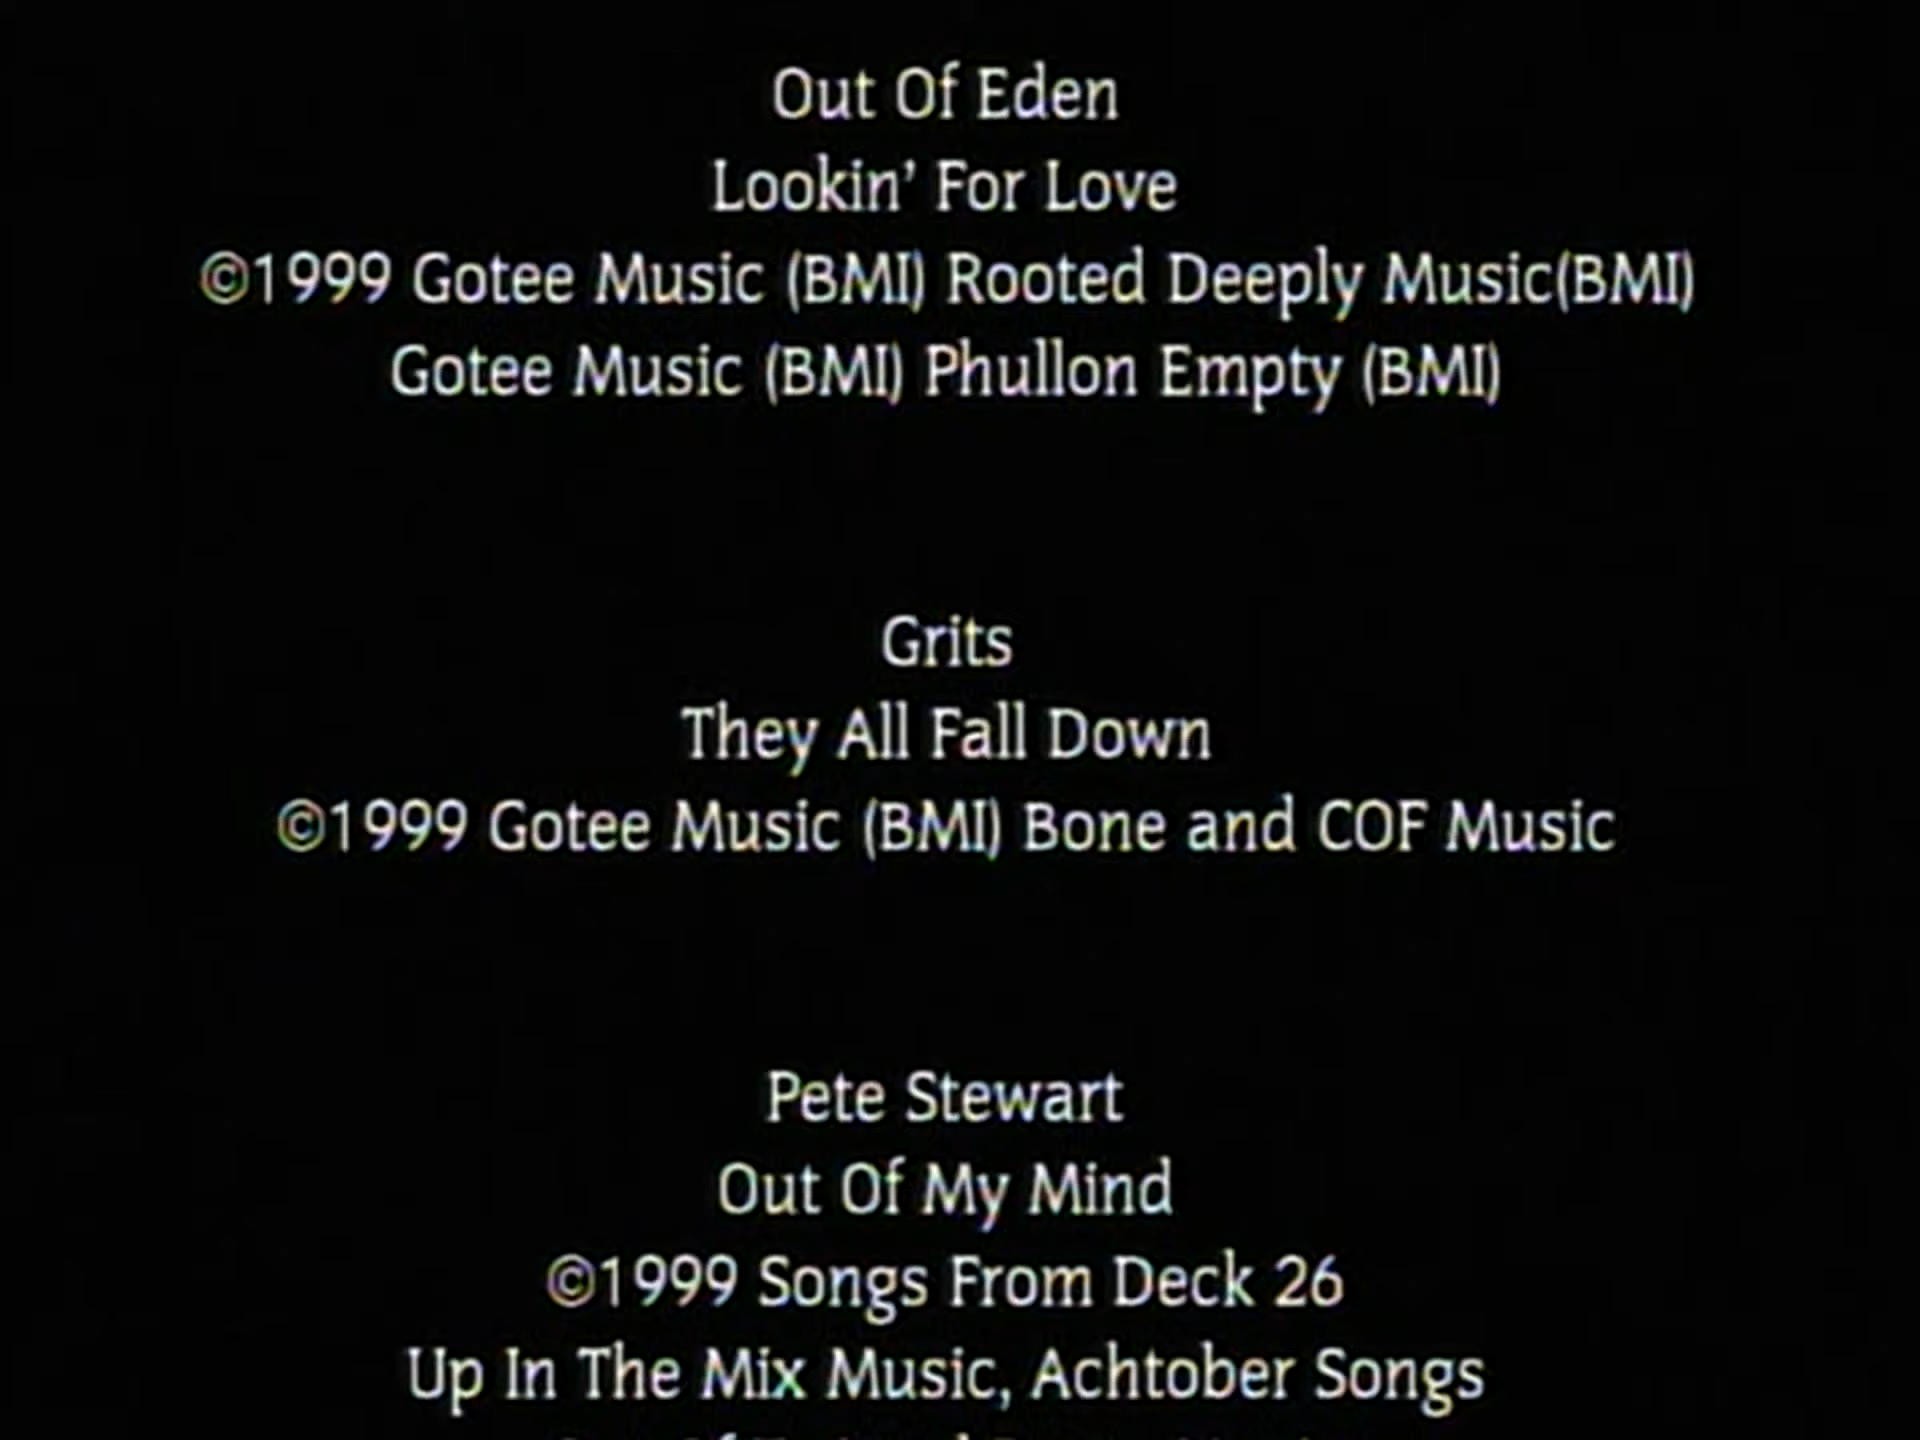 Out Of Eden
Lookin' For Love
©1999 Gotee Music (BMI) Rooted Deeply Music(BMI)
Gotee Music (BMI) Phullon Empty (BMI)
Grits
They All Fall Down
©1999 Gotee Music (BMI) Bone and COF Music
Pete Stewart
Out Of My Mind
©1999 Songs From Deck 26
Up In The Mix Music, Achtober Songs